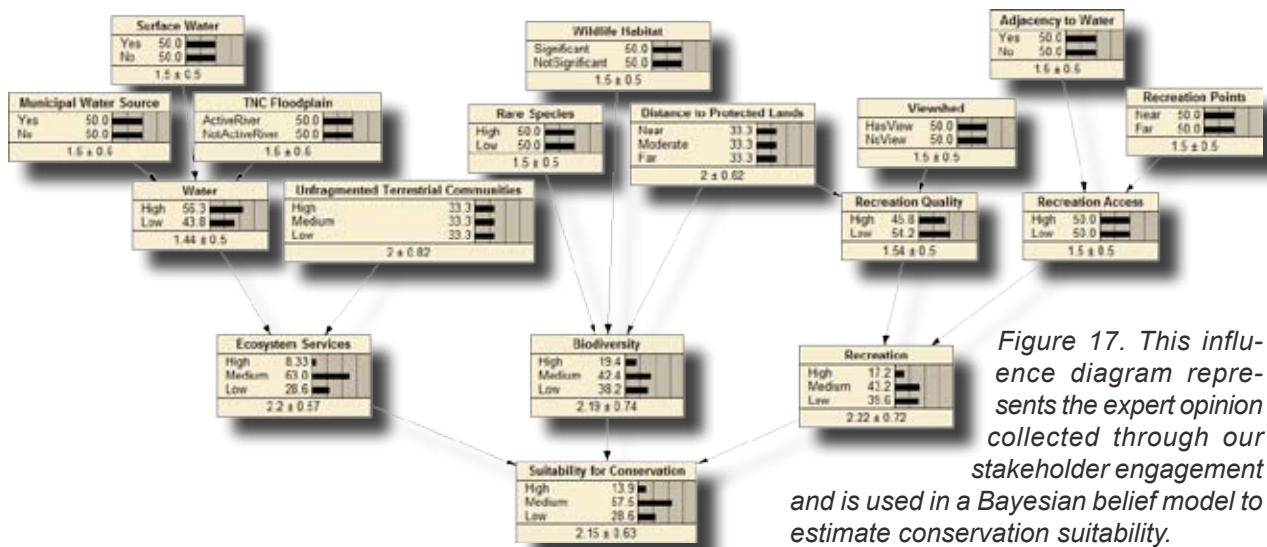 Surface Water
Yes 50.0
No 50.0
1.5 ± 0.5
Municipal Water Source
Yes 50.0
No 50.0
1.5 ± 0.5
TNC Floodplain
ActiveRiver 50.0
NotActiveRiver 50.0
1.5 ± 0.5
Water
High 56.3
Low 43.8
1.44 ± 0.5
Unfragmented Terrestrial Communities
High 33.3
Medium 33.3
Low 33.3
2 ± 0.82
Wildlife Habitat
Significant 50.0
NotSignificant 50.0
1.5 ± 0.5
Rare Species
High 50.0
Low 50.0
1.5 ± 0.5
Distance to Protected Lands
Near 33.3
Moderate 33.3
Far 33.3
2 ± 0.82
Viewshed
HasView 50.0
NoView 50.0
1.5 ± 0.5
Adjacency to Water
Yes 50.0
No 50.0
1.5 ± 0.5
Recreation Points
Near 50.0
Far 50.0
1.5 ± 0.5
Recreation Quality
High 45.8
Low 54.2
1.54 ± 0.5
Recreation Access
High 50.0
Low 50.0
1.5 ± 0.5
Ecosystem Services
High 8.33
Medium 63.0
Low 28.6
2.2 ± 0.57
Biodiversity
High 19.4
Medium 42.4
Low 38.2
2.19 ± 0.74
Recreation
High 17.2
Medium 43.2
Low 39.6
2.22 ± 0.72
Suitability for Conservation
High 13.9
Medium 57.5
Low 28.6
2.15 ± 0.63
Figure 17. This influ-
ence diagram repre-
sents the expert opinion
collected through our
stakeholder engagement
and is used in a Bayesian belief model to
estimate conservation suitability.